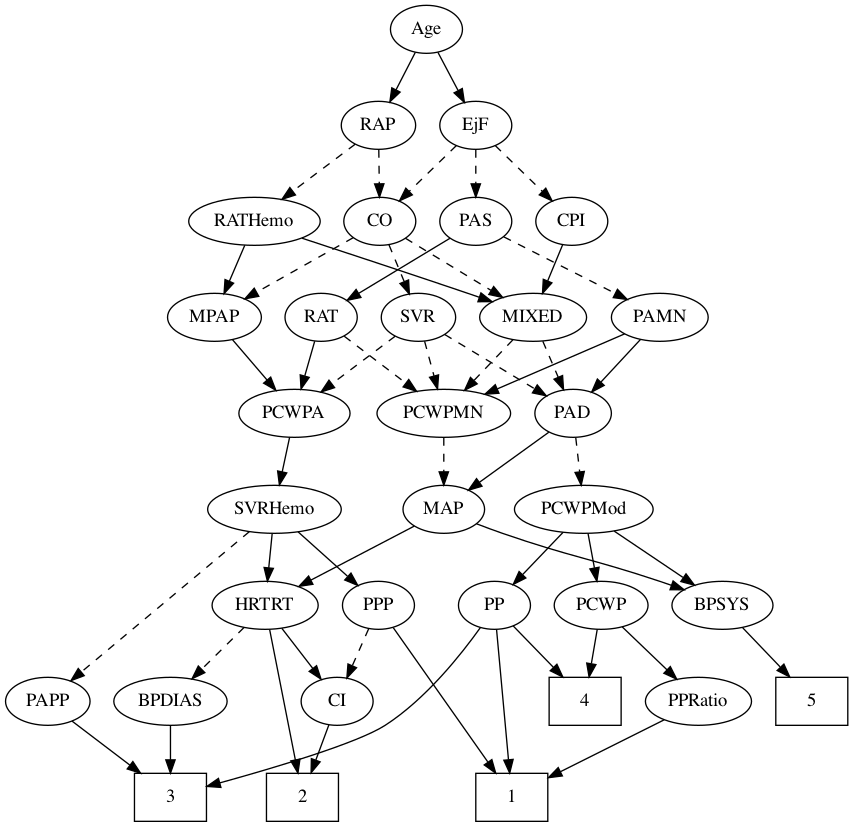 Age
RAP
EjF
RATHemo
CO
PAS
CPI
MPAP
RAT
SVR
MIXED
PAMN
PCWPA
PCWPMN
PAD
SVRHemo
MAP
PCWPMod
HRTRT
PPP
PP
PCWP
BPSYS
PAPP
BPDIAS
CI
4
PPRatio
5
3
2
1